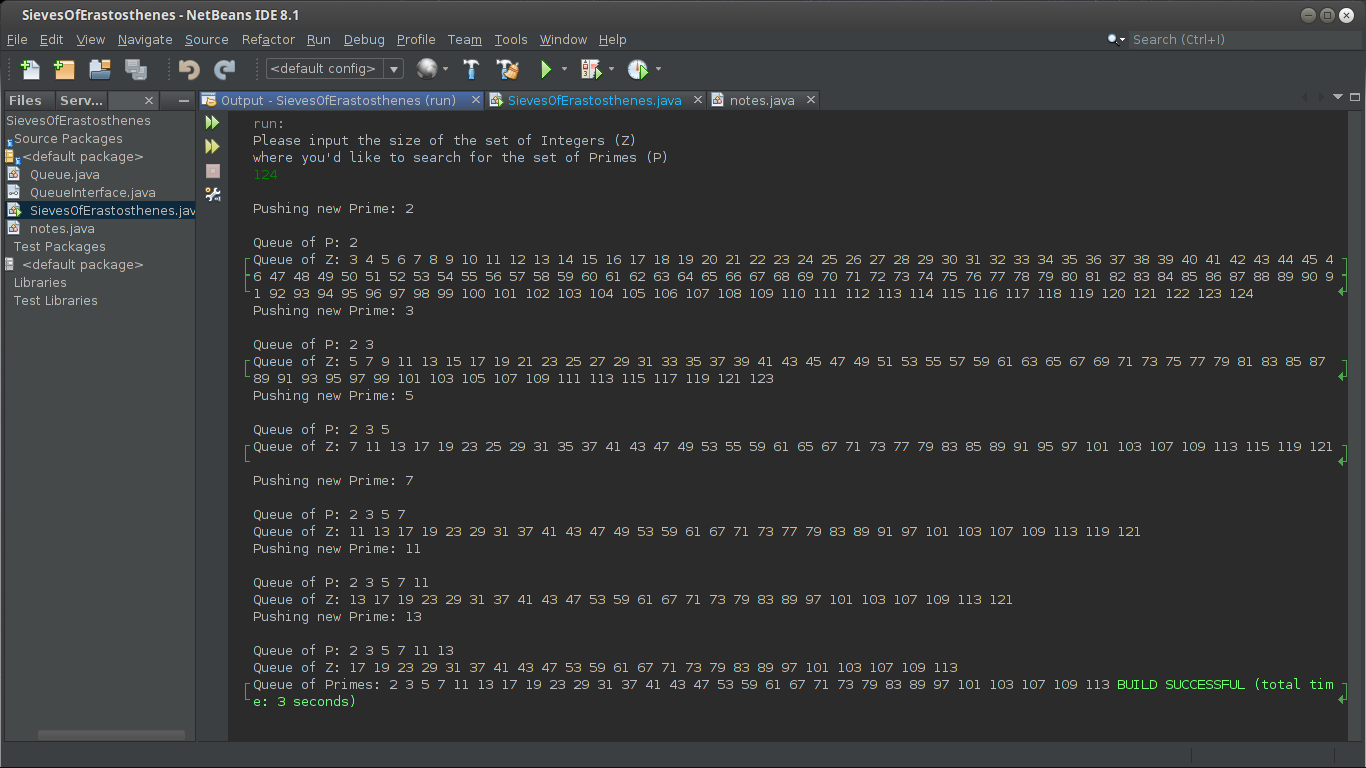 SievesOfErastosthenes - NetBeans IDE 8.1
File Edit View Navigate Source Refactor Run Debug Profile Team Tools Window Help
Search (Ctrl+I)
<default config>
Files Serv...
Output - SievesOfErastosthenes (run) SievesOfErastosthenes.java notes.java
SievesOfErastosthenes
Source Packages
<default package>
Queue.java
QueueInterface.java
SievesOfErastosthenes.jav
notes.java
Test Packages
<default package>
Libraries
Test Libraries
run:
Please input the size of the set of Integers (Z)
where you'd like to search for the set of Primes (P)
124
Pushing new Prime: 2
Queue of P: 2
Queue of Z: 3 4 5 6 7 8 9 10 11 12 13 14 15 16 17 18 19 20 21 22 23 24 25 26 27 28 29 30 31 32 33 34 35 36 37 38 39 40 41 42 43 44 45 4
6 47 48 49 50 51 52 53 54 55 56 57 58 59 60 61 62 63 64 65 66 67 68 69 70 71 72 73 74 75 76 77 78 79 80 81 82 83 84 85 86 87 88 89 90 9
1 92 93 94 95 96 97 98 99 100 101 102 103 104 105 106 107 108 109 110 111 112 113 114 115 116 117 118 119 120 121 122 123 124
Pushing new Prime: 3
Queue of P: 2 3
Queue of Z: 5 7 9 11 13 15 17 19 21 23 25 27 29 31 33 35 37 39 41 43 45 47 49 51 53 55 57 59 61 63 65 67 69 71 73 75 77 79 81 83 85 87
89 91 93 95 97 99 101 103 105 107 109 111 113 115 117 119 121 123
Pushing new Prime: 5
Queue of P: 2 3 5
Queue of Z: 7 11 13 17 19 23 25 29 31 35 37 41 43 47 49 53 55 59 61 65 67 71 73 77 79 83 85 89 91 95 97 101 103 107 109 113 115 119 121
Pushing new Prime: 7
Queue of P: 2 3 5 7
Queue of Z: 11 13 17 19 23 29 31 37 41 43 47 49 53 59 61 67 71 73 77 79 83 89 91 97 101 103 107 109 113 119 121
Pushing new Prime: 11
Queue of P: 2 3 5 7 11
Queue of Z: 13 17 19 23 29 31 37 41 43 47 53 59 61 67 71 73 79 83 89 97 101 103 107 109 113 121
Pushing new Prime: 13
Queue of P: 2 3 5 7 11 13
Queue of Z: 17 19 23 29 31 37 41 43 47 53 59 61 67 71 73 79 83 89 97 101 103 107 109 113
Queue of Primes: 2 3 5 7 11 13 17 19 23 29 31 37 41 43 47 53 59 61 67 71 73 79 83 89 97 101 103 107 109 113 BUILD SUCCESSFUL (total tim
e: 3 seconds)